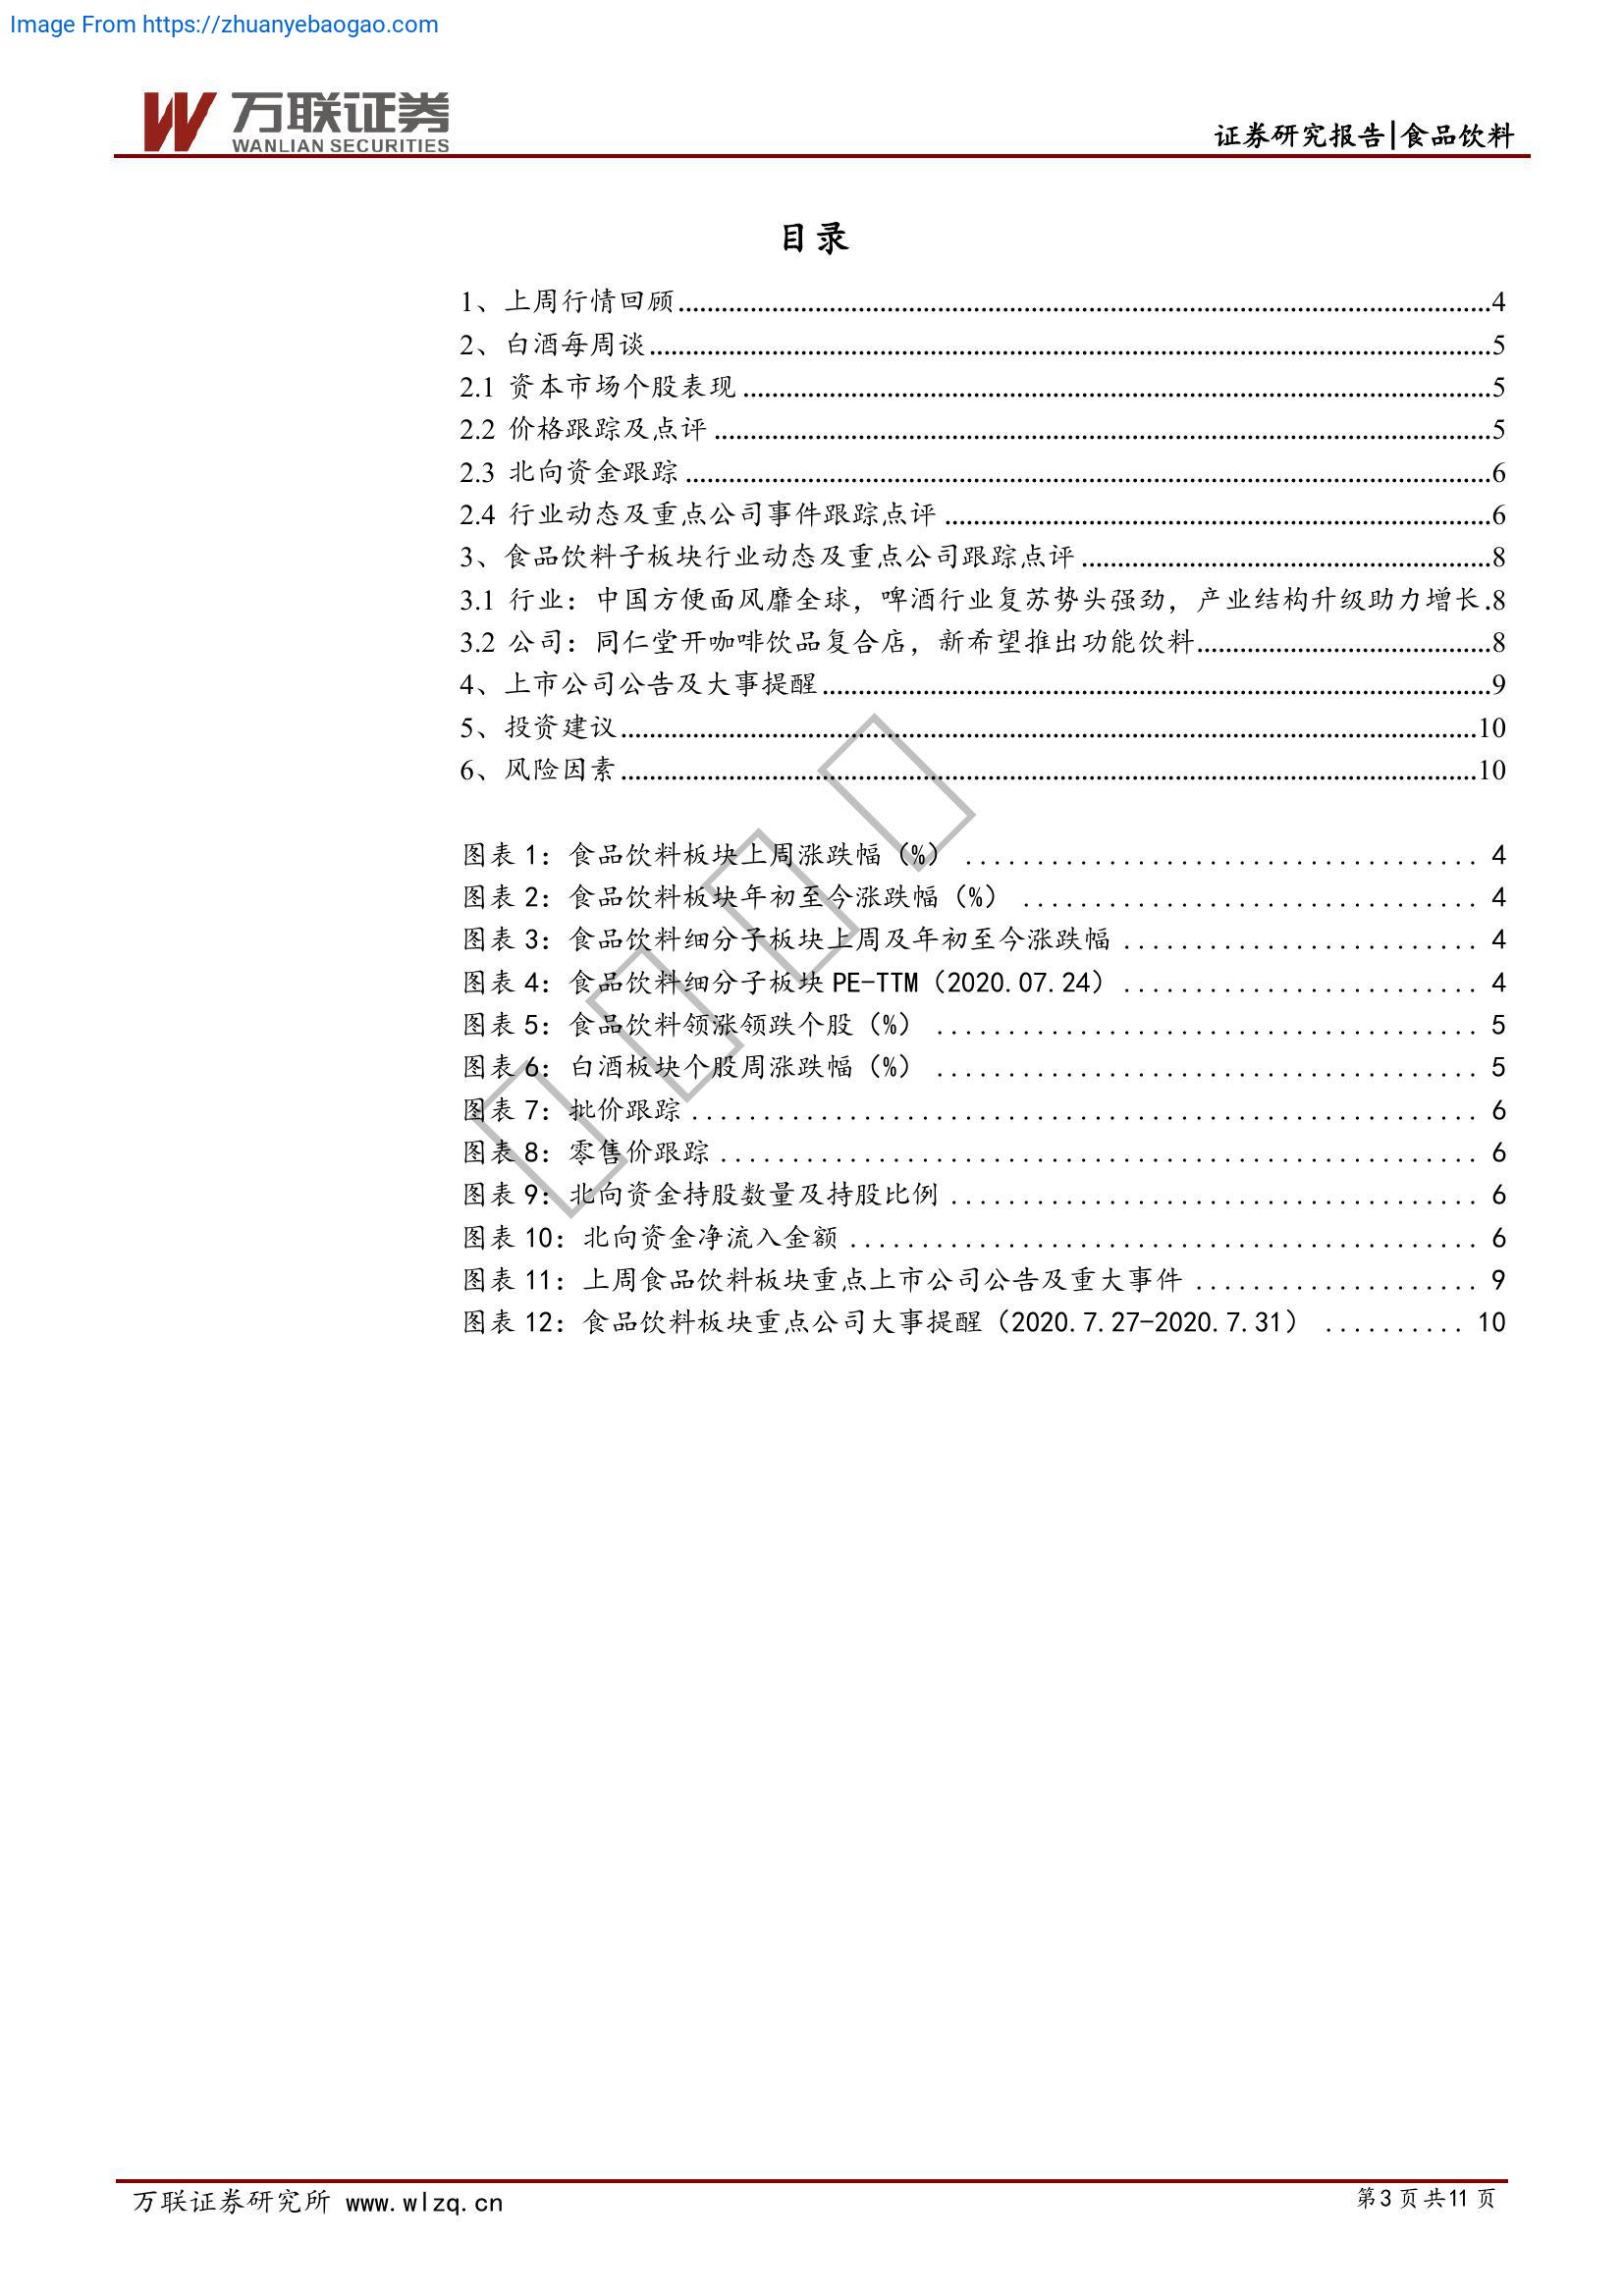 Image From https://zhuanyebaogao.com
万联证券
WANLIAN SECURITIES
证券研究报告|食品饮料
目录
1、上周行情回顾 4
2、白酒每周谈 5
2.1 资本市场个股表现 5
2.2 价格跟踪及点评 5
2.3 北向资金跟踪 6
2.4 行业动态及重点公司事件跟踪点评 6
3、食品饮料子板块行业动态及重点公司跟踪点评 8
3.1 行业：中国方便面风靡全球，啤酒行业复苏势头强劲，产业结构升级助力增长 8
3.2 公司：同仁堂开咖啡饮品复合店，新希望推出功能饮料 8
4、上市公司公告及大事提醒 9
5、投资建议 10
6、风险因素 10
图表 1：食品饮料板块上周涨跌幅（%） 4
图表 2：食品饮料板块年初至今涨跌幅（%） 4
图表 3：食品饮料细分子板块上周及年初至今涨跌幅 4
图表 4：食品饮料细分子板块 PE-TTM（2020.07.24） 4
图表 5：食品饮料领涨领跌个股（%） 5
图表 6：白酒板块个股周涨跌幅（%） 5
图表 7：批价跟踪 6
图表 8：零售价跟踪 6
图表 9：北向资金持股数量及持股比例 6
图表 10：北向资金净流入金额 6
图表 11：上周食品饮料板块重点上市公司公告及重大事件 9
图表 12：食品饮料板块重点公司大事提醒（2020.7.27-2020.7.31） 10
万联证券研究所 www.wlzq.cn
第 3 页 共 11 页